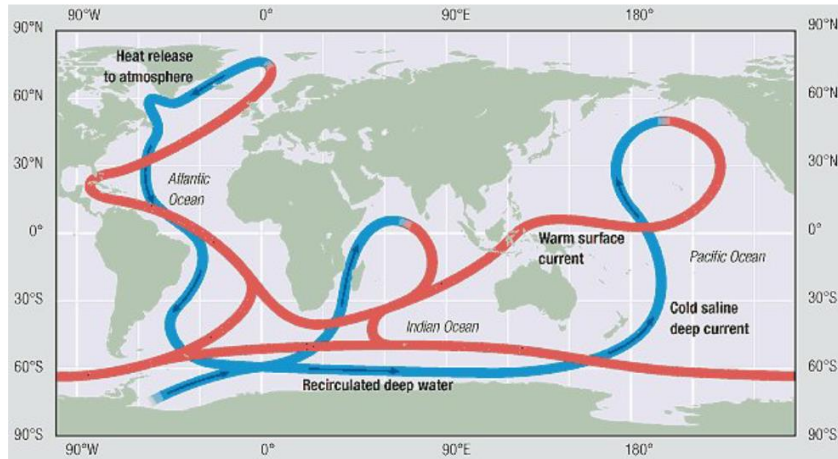 90°W 0° 90°E 180°
90°N 90°N
Heat release
to atmosphere
60°N 60°N
30°N 30°N
Atlantic
Ocean
0° 0°
Warm surface
current
Pacific Ocean
30°S 30°S
Indian Ocean
Cold saline
deep current
60°S 60°S
Recirculated deep water
90°S 90°S
90°W 0° 90°E 180°